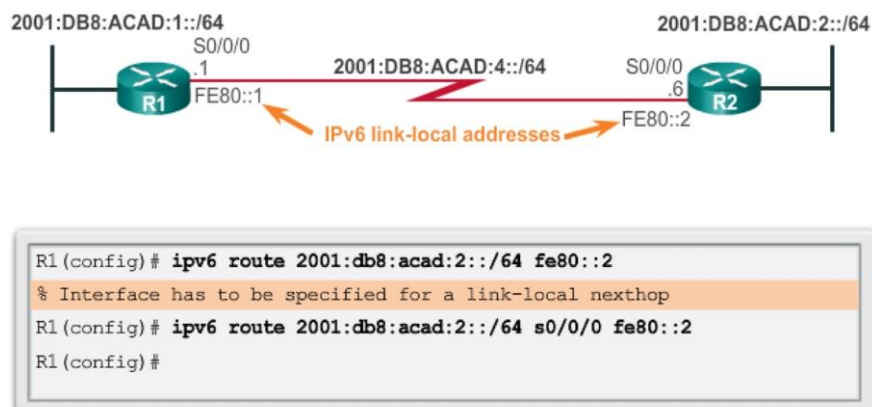 2001:DB8:ACAD:1::/64
2001:DB8:ACAD:2::/64
S0/0/0
.1
2001:DB8:ACAD:4::/64
S0/0/0
.6
R1
FE80::1
R2
FE80::2
IPv6 link-local addresses
R1(config)# ipv6 route 2001:db8:acad:2::/64 fe80::2
% Interface has to be specified for a link-local nexthop
R1(config)# ipv6 route 2001:db8:acad:2::/64 s0/0/0 fe80::2
R1(config)#